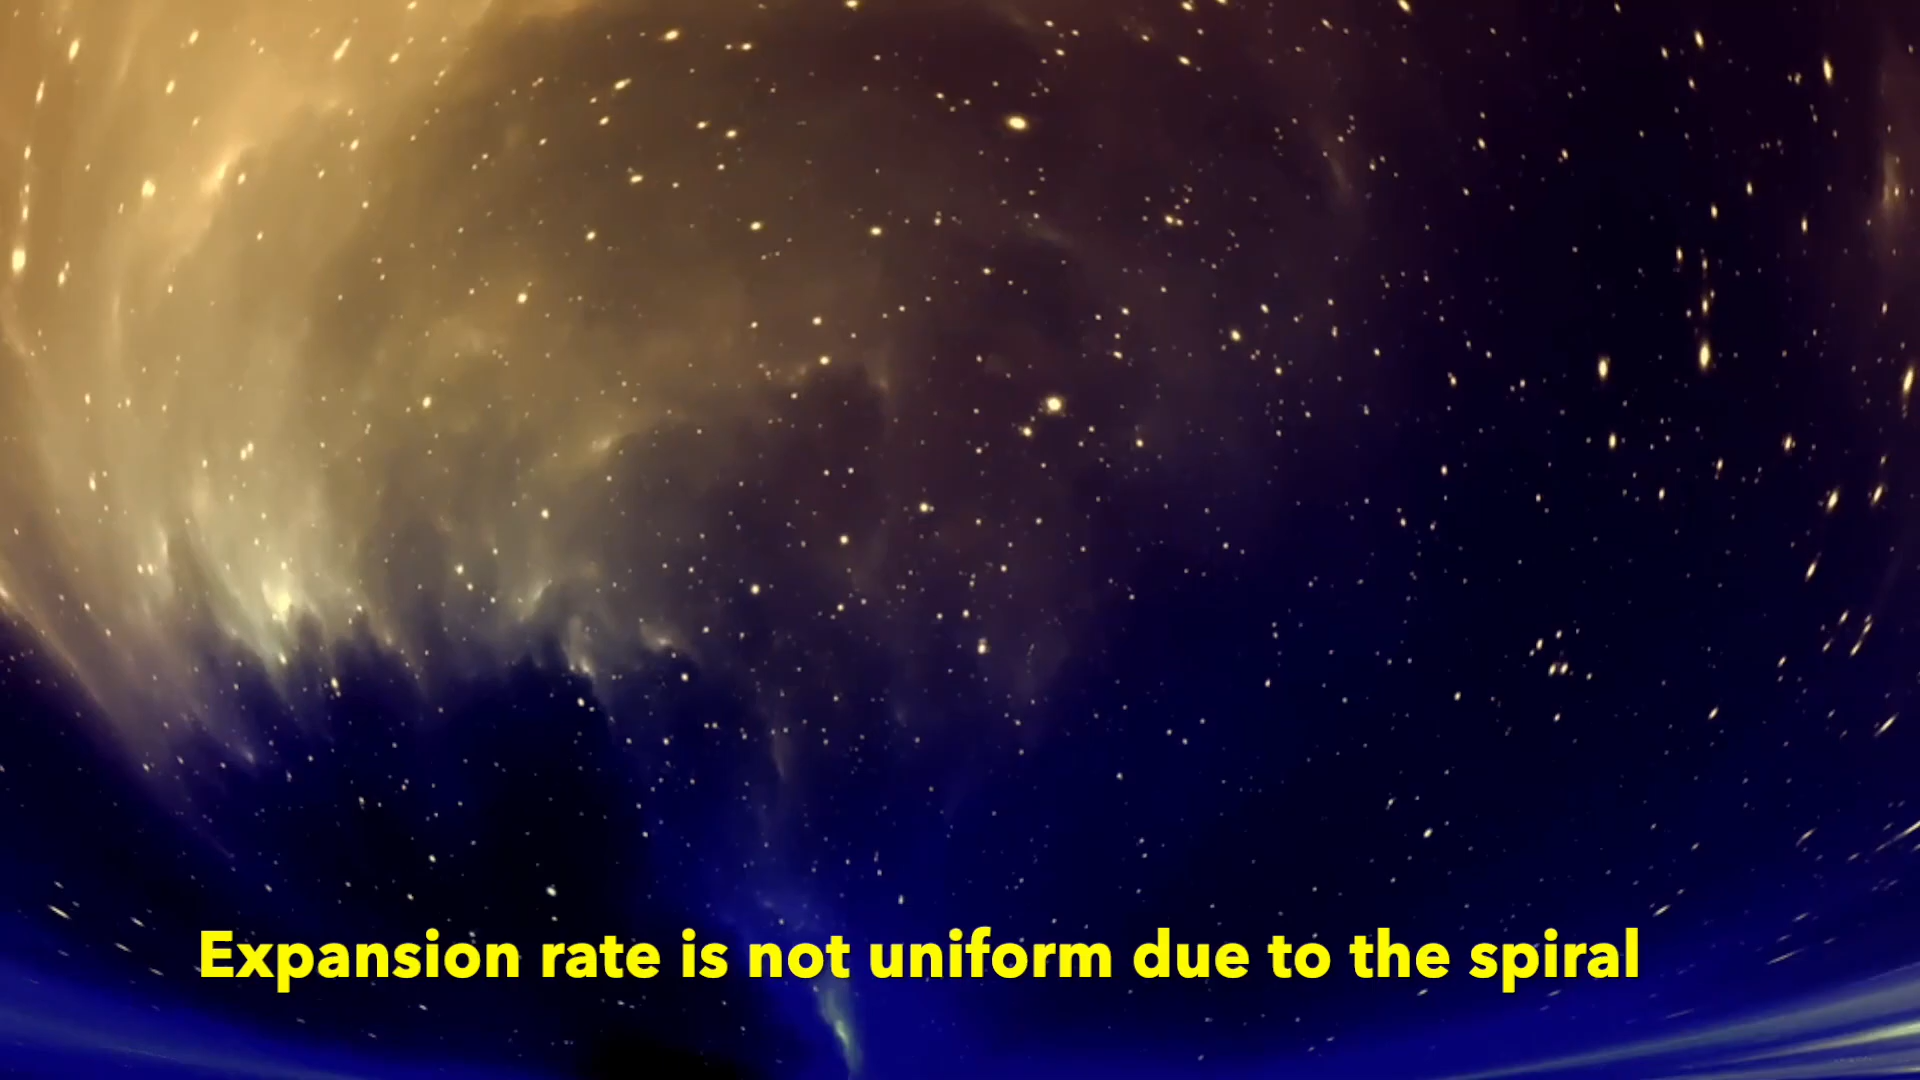 Expansion rate is not uniform due to the spiral